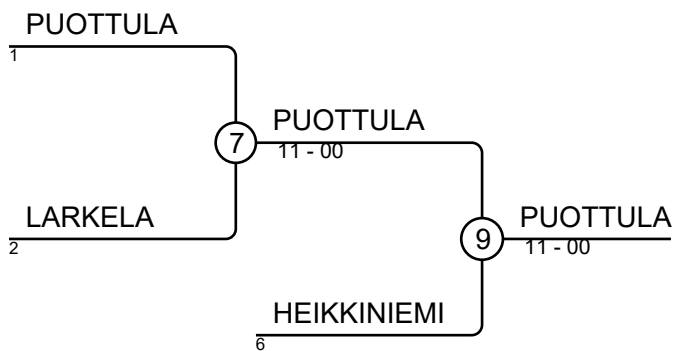 PUOTTULA
1
7
PUOTTULA
11 - 00
LARKELA
2
9
PUOTTULA
11 - 00
HEIKKINIEMI
6